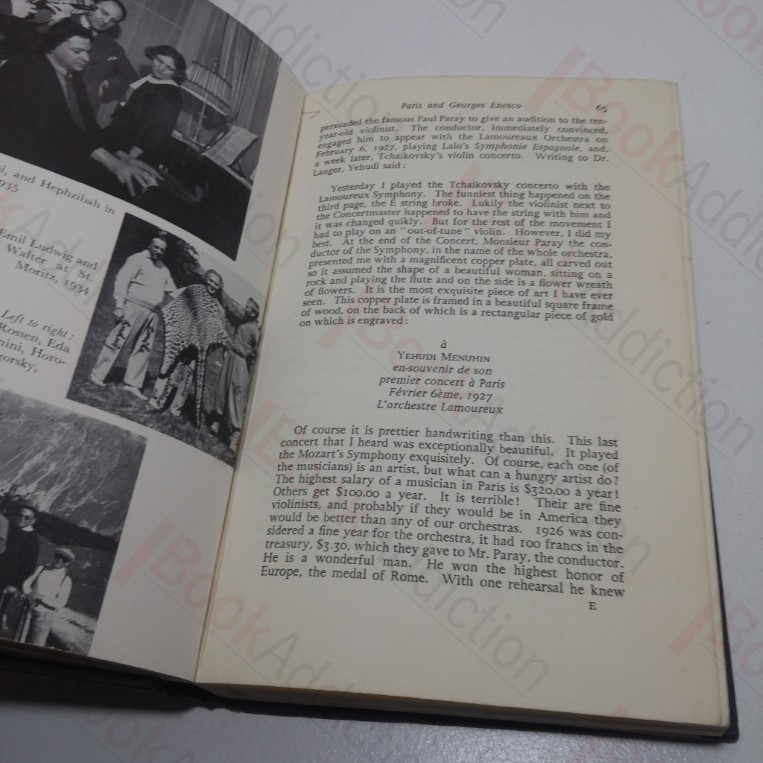 i, and Hephzibah in
935
Emil Ludwig and
Walter at St.
Moritz, 1934
Left to right :
Rossen, Eda
nini, Horo-
gorsky,
Paris and Georges Enesco 65
persuaded the famous Paul Paray to give an audition to the ten-
year-old violinist. The conductor, immediately convinced,
engaged him to appear with the Lamoureaux Orchestra on
February 6, 1927, playing Lalo's Symphonie Espagnole, and,
a week later, Tchaikovsky's violin concerto. Writing to Dr.
Langer, Yehudi said :
Yesterday I played the Tchaikovsky concerto with the
Lamoureux Symphony. The funniest thing happened on the
third page, the E string broke. Lukily the violinist next to
the Concertmaster happened to have the string with him and
it was changed quikly. But for the rest of the movement I
had to play on an "out-of-tune" violin. However, I did my
best. At the end of the Concert, Monsieur Paray the con-
ductor of the Symphony, in the name of the whole orchestra,
presented me with a magnificent copper plate, all carved out
so it assumed the shape of a beautiful woman, sitting on a
rock and playing the flute and on the side is a flower wreath
of flowers. It is the most exquisite piece of art I have ever
seen. This copper plate is framed in a beautiful square frame
of wood, on the back of which is a rectangular piece of gold
on which is engraved :
à
YEHUDI MENUHIN
en-souvenir de son
premier concert à Paris
Février 6ème, 1927
L'orchestre Lamoureux
Of course it is prettier handwriting than this. This last
concert that I heard was exceptionally beautiful. It played
the Mozart's Symphony exquisitely. Of course, each one (of
the musicians) is an artist, but what can a hungry artist do?
The highest salary of a musician in Paris is $320.00 a year!
Others get $100.00 a year. It is terrible! Their are fine
violinists, and probably if they would be in America they
would be better than any of our orchestras. 1926 was con-
sidered a fine year for the orchestra, it had 100 francs in the
treasury, $3.30, which they gave to Mr. Paray, the conductor.
He is a wonderful man. He won the highest honor of
Europe, the medal of Rome. With one rehearsal he knew
E
BookAddiction